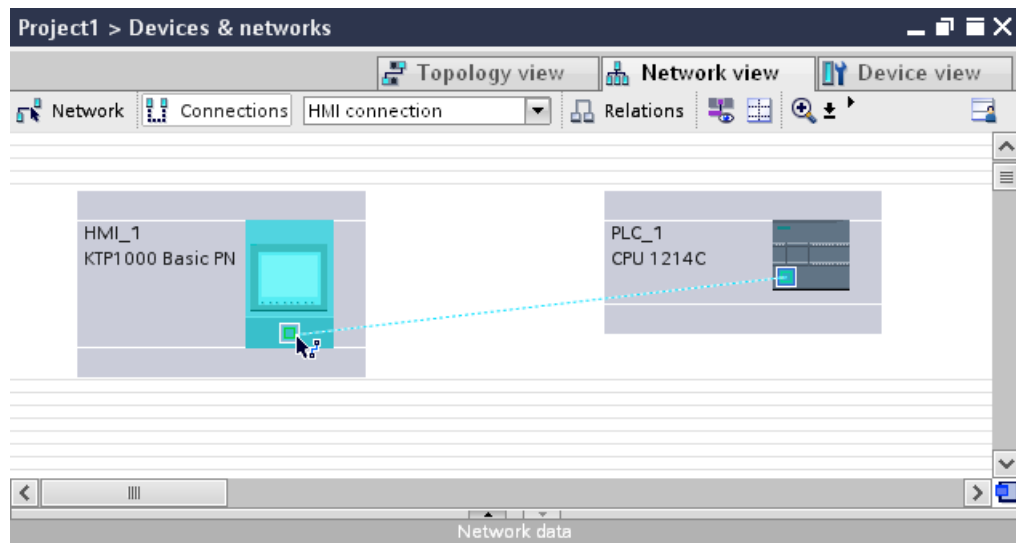 Project1 > Devices & networks
Topology view Network view Device view
Network Connections HMI connection Relations
HMI_1
KTP1000 Basic PN
PLC_1
CPU 1214C
Network data